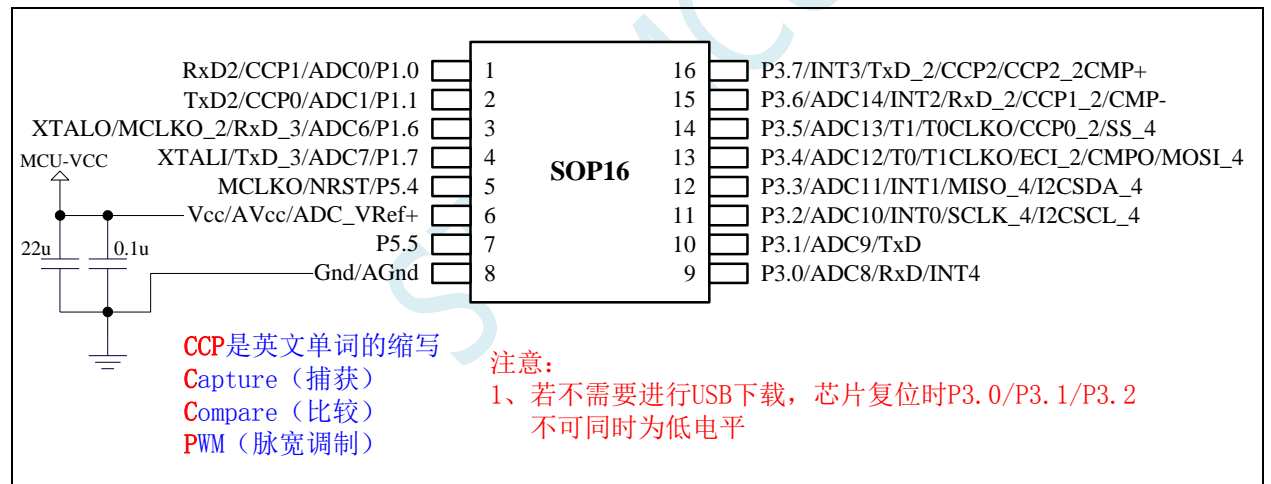 RxD2/CCP1/ADC0/P1.0 1
TxD2/CCP0/ADC1/P1.1 2
XTALO/MCLKO_2/RxD_3/ADC6/P1.6 3
XTALI/TxD_3/ADC7/P1.7 4
MCLKO/NRST/P5.4 5
Vcc/AVcc/ADC_VRef+ 6
P5.5 7
Gnd/AGnd 8
MCU-VCC
22u 0.1u
SOP16
16 P3.7/INT3/TxD_2/CCP2/CCP2_2CMP+
15 P3.6/ADC14/INT2/RxD_2/CCP1_2/CMP-
14 P3.5/ADC13/T1/T0CLKO/CCP0_2/SS_4
13 P3.4/ADC12/T0/T1CLKO/ECI_2/CMPO/MOSI_4
12 P3.3/ADC11/INT1/MISO_4/I2CSDA_4
11 P3.2/ADC10/INT0/SCLK_4/I2CSCL_4
10 P3.1/ADC9/TxD
9 P3.0/ADC8/RxD/INT4
CCP是英文单词的缩写
Capture（捕获）
Compare（比较）
PWM（脉宽调制）
注意：
1、若不需要进行USB下载，芯片复位时P3.0/P3.1/P3.2
不可同时为低电平